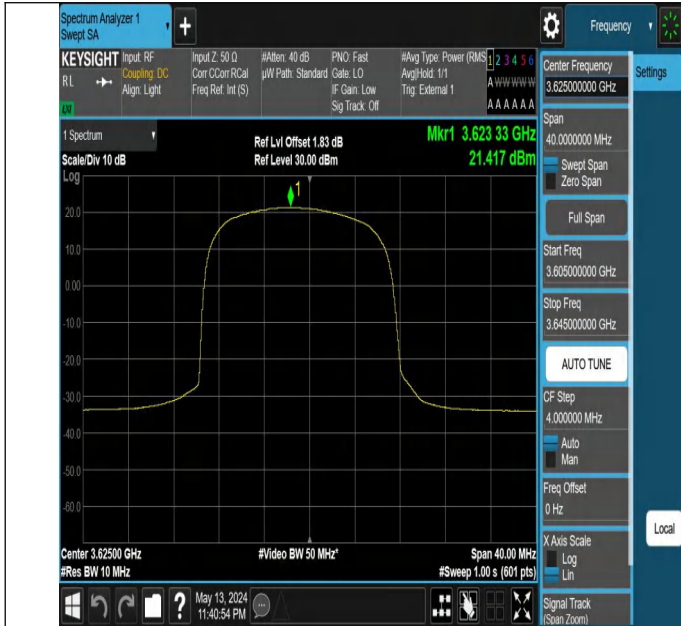 Spectrum Analyzer 1
Swept SA
+
Frequency
KEYSIGHT
RL
LXI
Input: RF
Coupling: DC
Align: Light
Input Z: 50 Ω
Corr CCorr RCal
Freq Ref: Int (S)
#Atten: 40 dB
µW Path: Standard
PNO: Fast
Gate: LO
IF Gain: Low
Sig Track: Off
#Avg Type: Power (RMS
Avg|Hold: 1/1
Trig: External 1
1 2 3 4 5 6
A W W W W W
A A A A A A
1 Spectrum
Scale/Div 10 dB
Log
Ref Lvl Offset 1.83 dB
Ref Level 30.00 dBm
Mkr1 3.623 33 GHz
21.417 dBm
1
20.0
10.0
0.00
-10.0
-20.0
-30.0
-40.0
-50.0
-60.0
Center 3.62500 GHz
#Res BW 10 MHz
#Video BW 50 MHz*
Span 40.00 MHz
#Sweep 1.00 s (601 pts)
?
May 13, 2024
11:40:54 PM
Center Frequency
3.625000000 GHz
Span
40.0000000 MHz
Swept Span
Zero Span
Full Span
Start Freq
3.605000000 GHz
Stop Freq
3.645000000 GHz
AUTO TUNE
CF Step
4.000000 MHz
Auto
Man
Freq Offset
0 Hz
X Axis Scale
Log
Lin
Signal Track
(Span Zoom)
Settings
Local